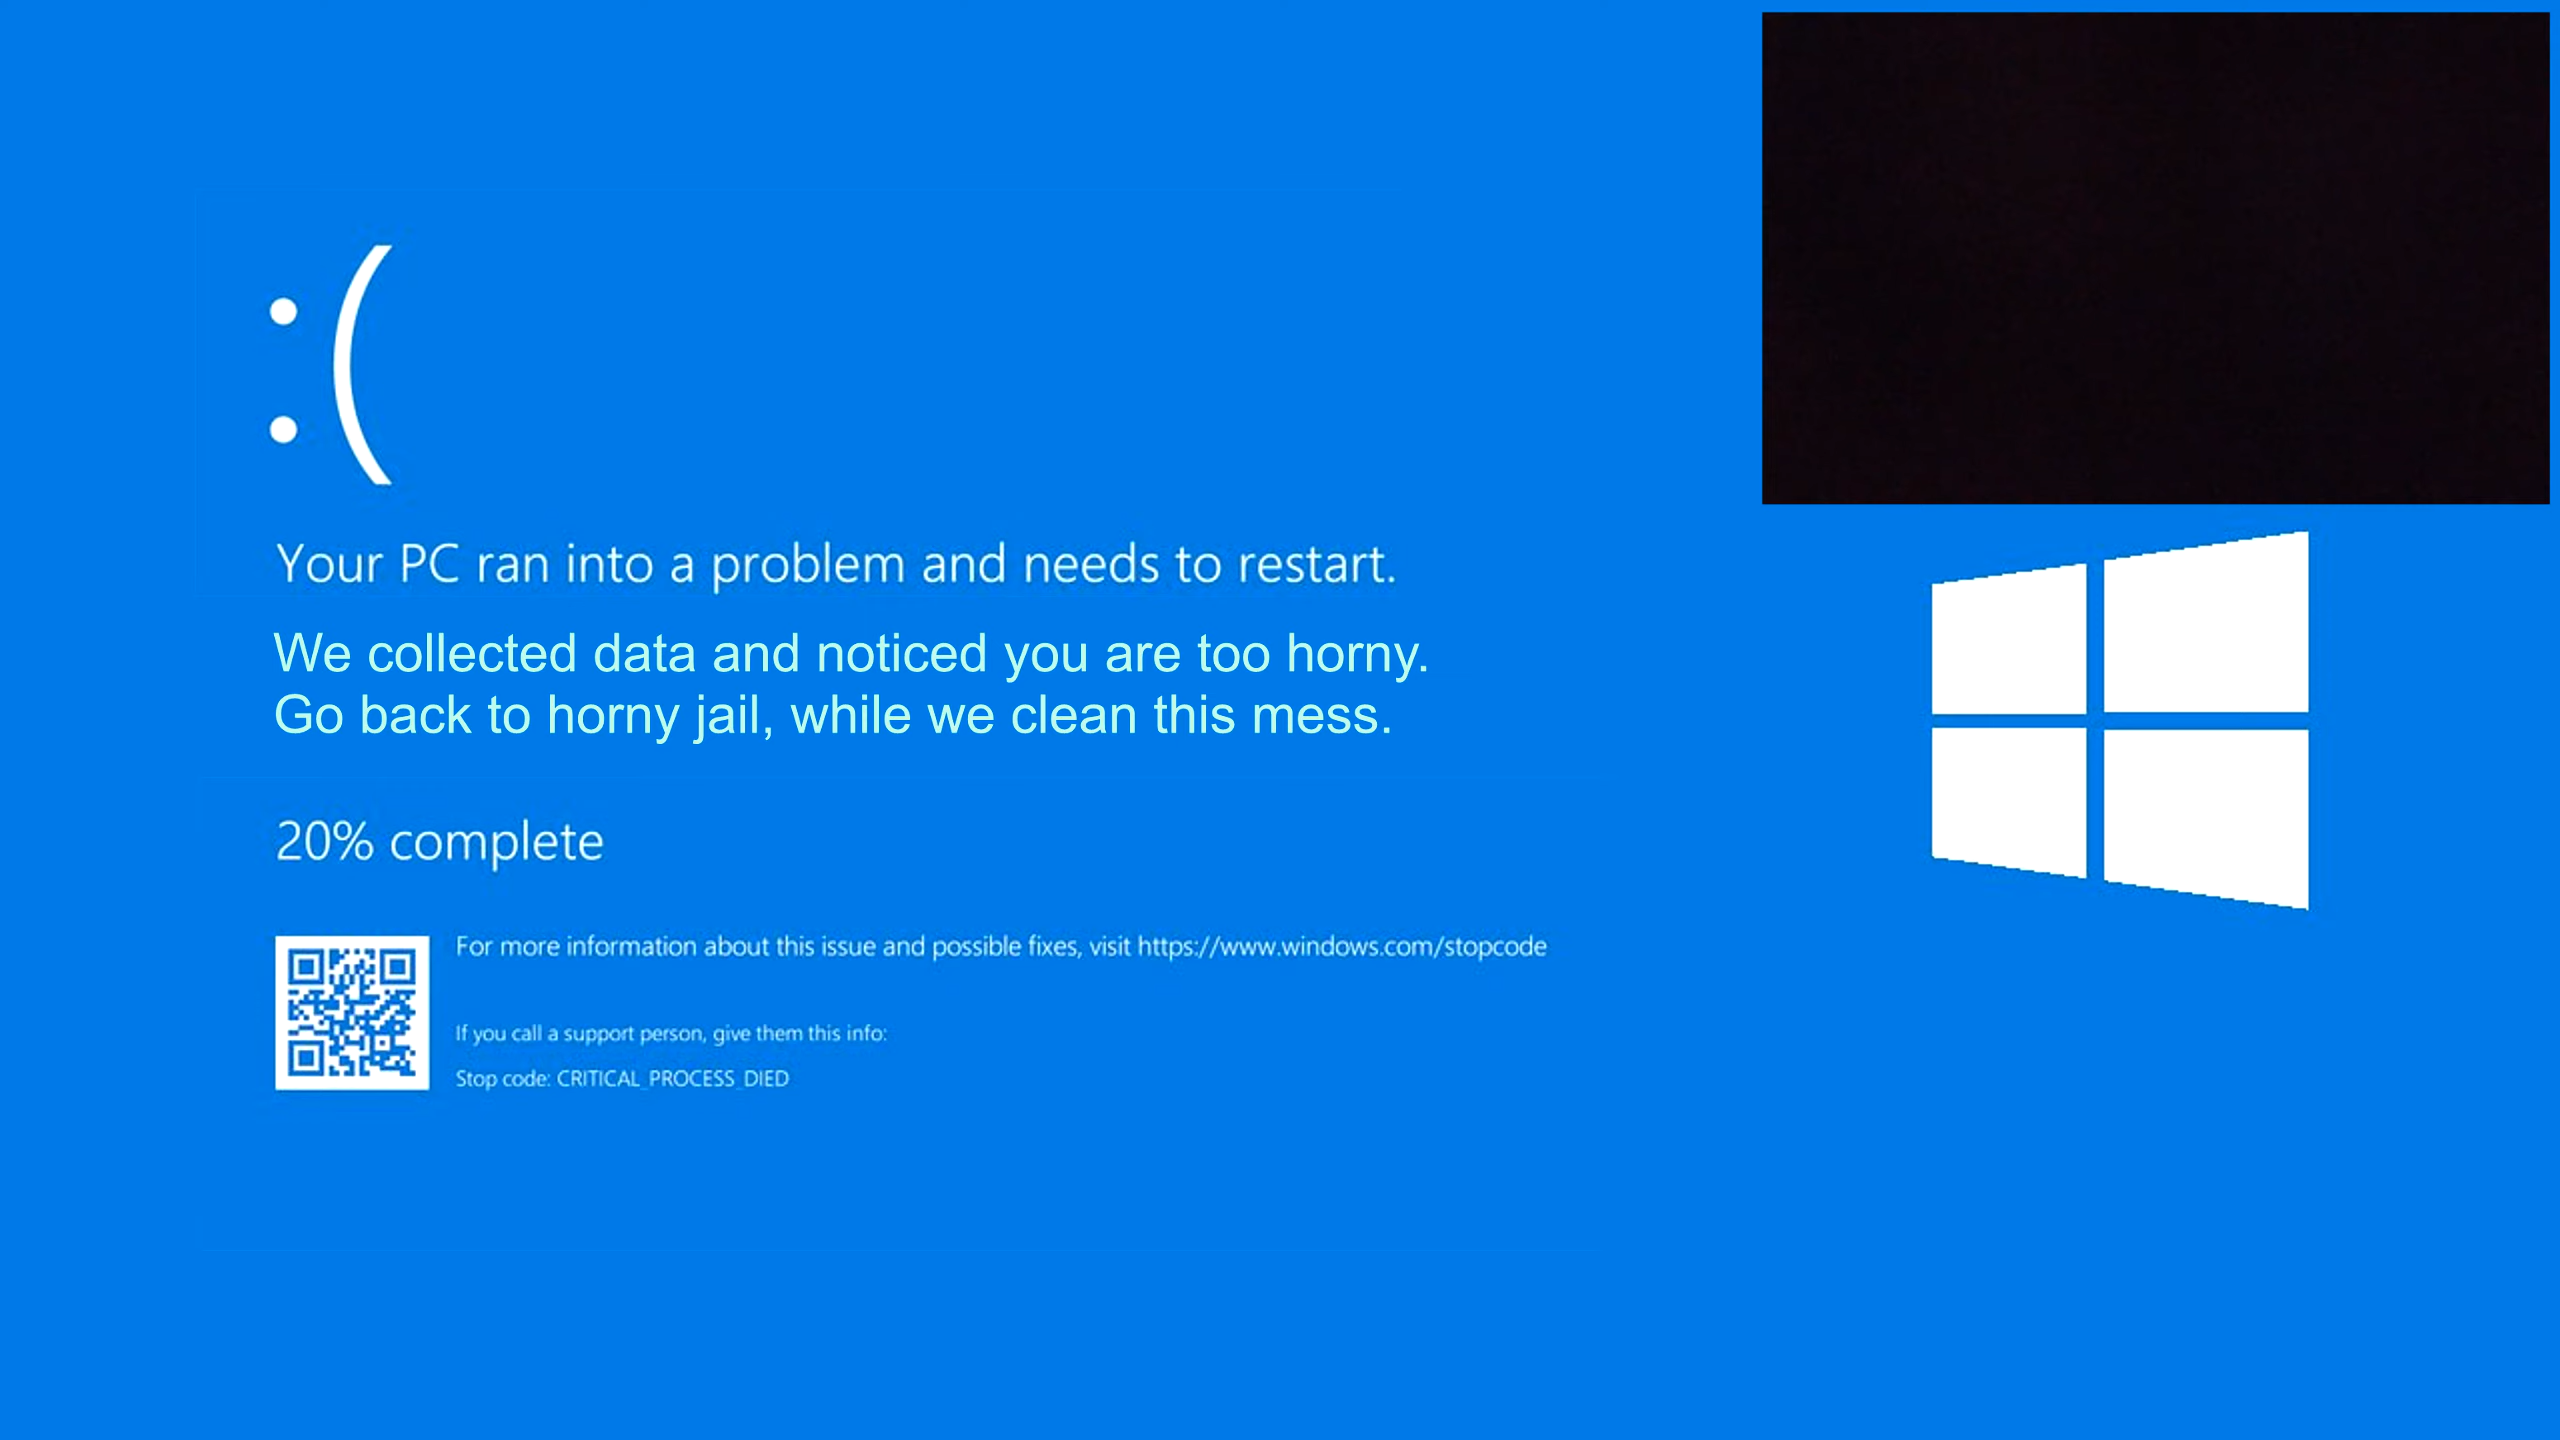 :(
Your PC ran into a problem and needs to restart.
We collected data and noticed you are too horny.
Go back to horny jail, while we clean this mess.
20% complete
For more information about this issue and possible fixes, visit https://www.windows.com/stopcode
If you call a support person, give them this info:
Stop code: CRITICAL_PROCESS_DIED